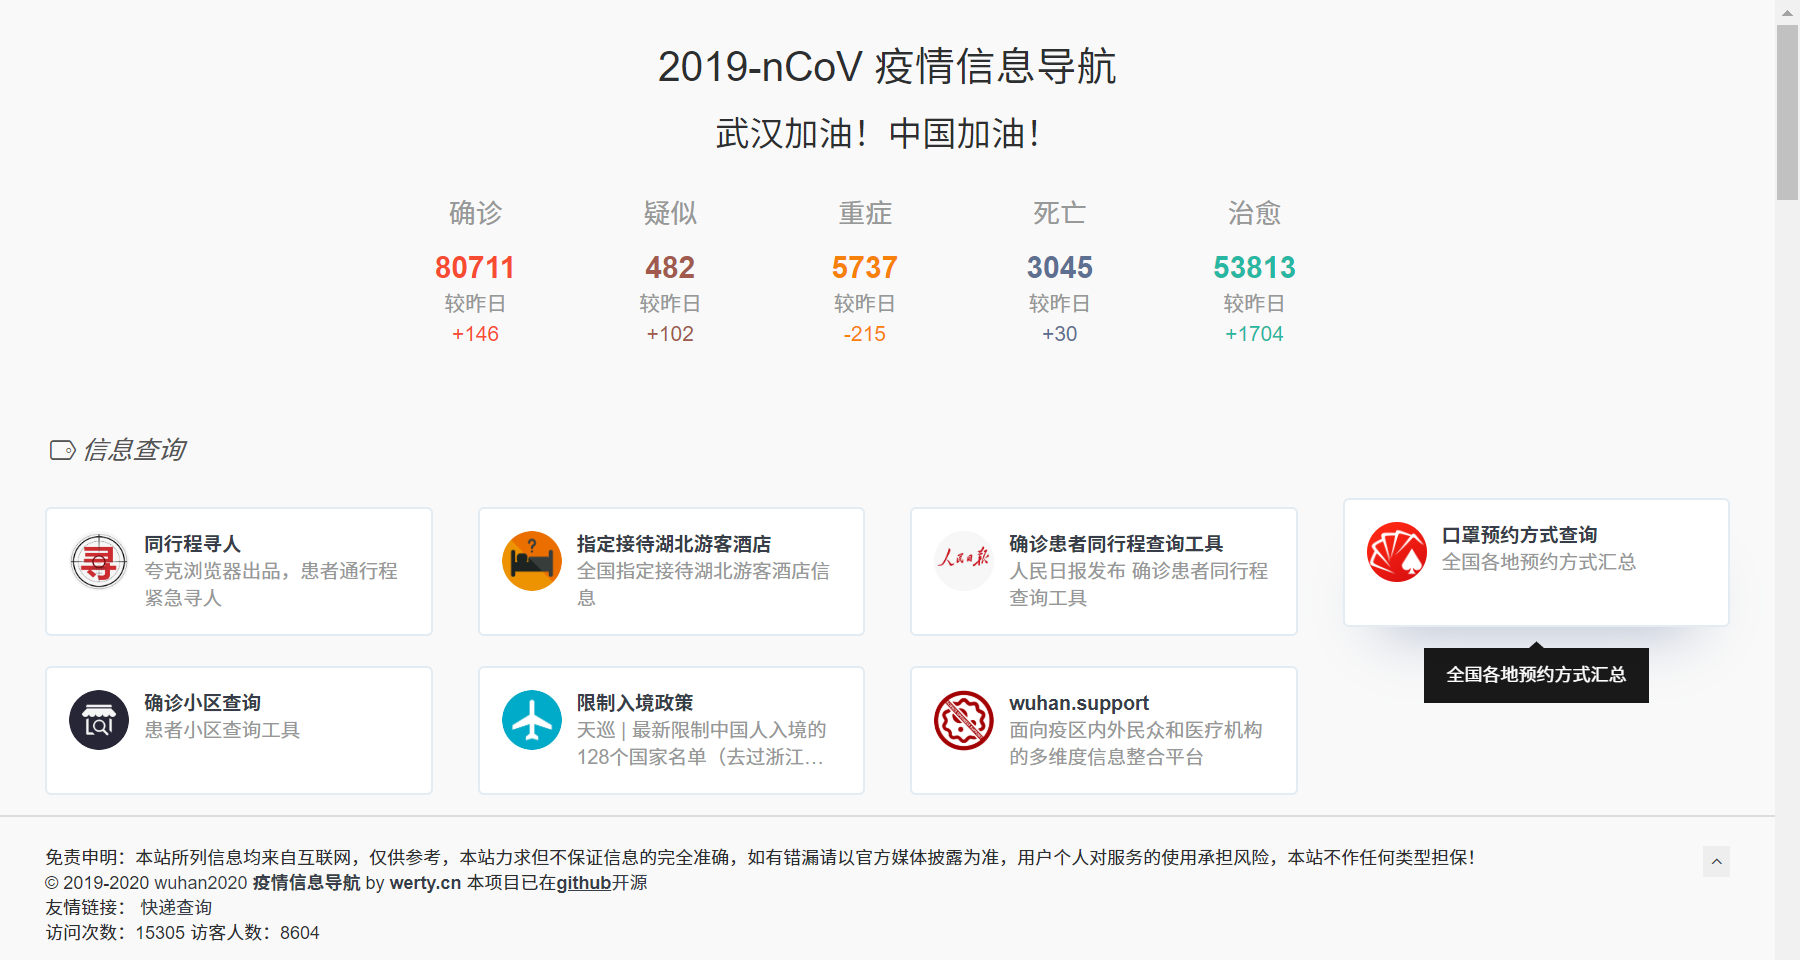 2019-nCoV 疫情信息导航
武汉加油！中国加油！
确诊 疑似 重症 死亡 治愈
80711 482 5737 3045 53813
较昨日 较昨日 较昨日 较昨日 较昨日
+146 +102 -215 +30 +1704
信息查询
寻
同行程寻人
夸克浏览器出品，患者通行程
紧急寻人
?
指定接待湖北游客酒店
全国指定接待湖北游客酒店信
息
人民日报
确诊患者同行程查询工具
人民日报发布 确诊患者同行程
查询工具
口罩预约方式查询
全国各地预约方式汇总
全国各地预约方式汇总
确诊小区查询
患者小区查询工具
限制入境政策
天巡 | 最新限制中国人入境的
128个国家名单（去过浙江…
wuhan.support
面向疫区内外民众和医疗机构
的多维度信息整合平台
免责申明：本站所列信息均来自互联网，仅供参考，本站力求但不保证信息的完全准确，如有错漏请以官方媒体披露为准，用户个人对服务的使用承担风险，本站不作任何类型担保！
© 2019-2020 wuhan2020 疫情信息导航 by werty.cn 本项目已在github开源
友情链接： 快递查询
访问次数：15305 访客人数：8604